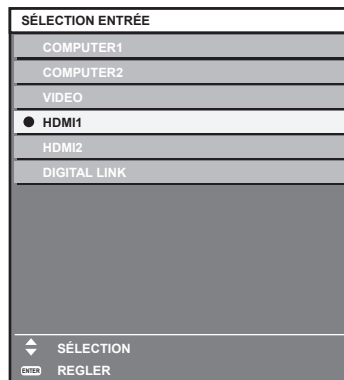 SÉLECTION ENTRÉE
COMPUTER1
COMPUTER2
VIDEO
HDMI1
HDMI2
DIGITAL LINK
SÉLECTION
ENTER REGLER